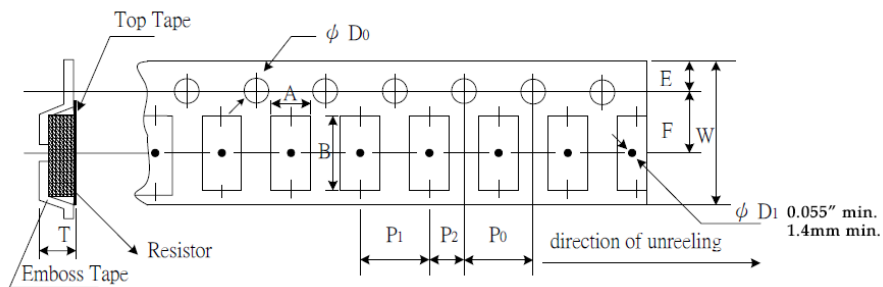 Top Tape
ϕ D0
A
E
B
F
W
T
Resistor
Emboss Tape
P1
P2
P0
direction of unreeling
ϕ D1 0.055" min.
1.4mm min.